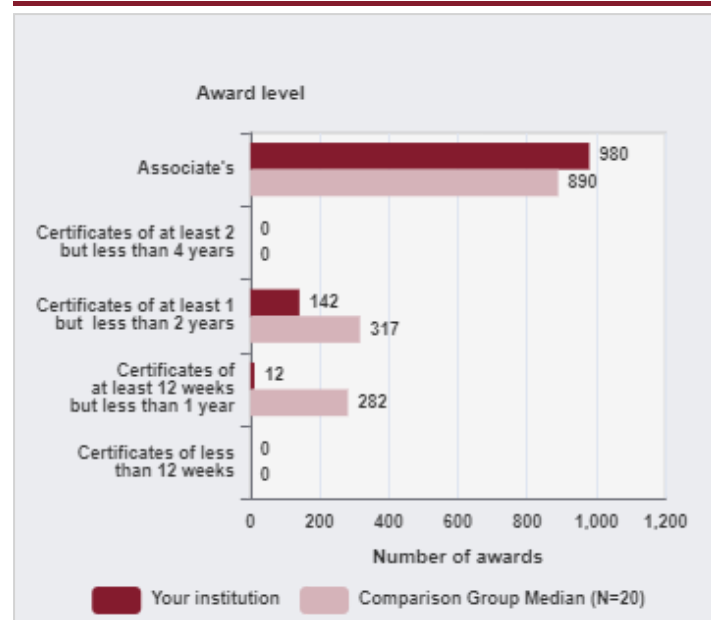 Award level
Associate's
980
890
Certificates of at least 2
but less than 4 years
0
0
Certificates of at least 1
but less than 2 years
142
317
Certificates of
at least 12 weeks
but less than 1 year
12
282
Certificates of less
than 12 weeks
0
0
0 200 400 600 800 1,000 1,200
Number of awards
Your institution Comparison Group Median (N=20)